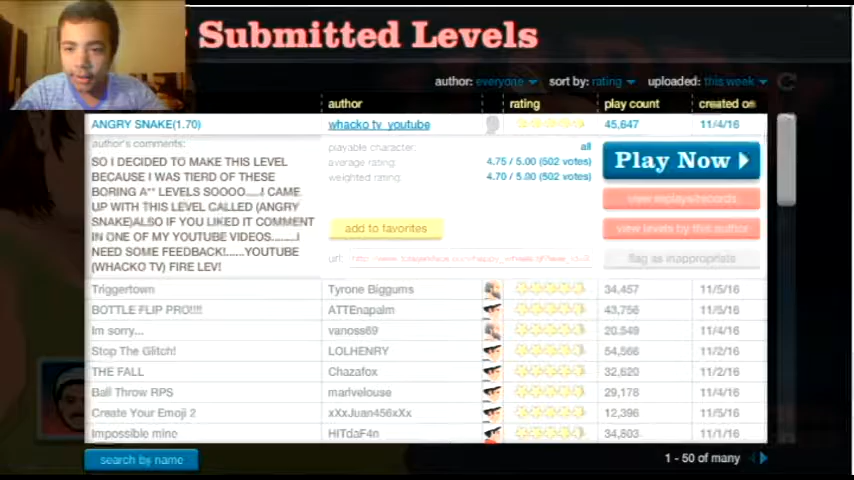 Submitted Levels
author: everyone sort by: rating uploaded: this week
author rating play count created on
ANGRY SNAKE(1.70) whacko tv_youtube 45,647 11/4/16
author's comments:
SO I DECIDED TO MAKE THIS LEVEL
BECAUSE I WAS TIERD OF THESE
BORING A** LEVELS SOOOO.....I CAME
UP WITH THIS LEVEL CALLED (ANGRY
SNAKE)ALSO IF YOU LIKED IT COMMENT
IN ONE OF MY YOUTUBE VIDEOS........I
NEED SOME FEEDBACK!......YOUTUBE
(WHACKO TV) FIRE LEV!
playable character: all
average rating: 4.75 / 5.00 (502 votes)
weighted rating: 4.70 / 5.00 (502 votes)
add to favorites
url:
Play Now
view replays/records
view levels by this author
flag as inappropriate
Triggertown Tyrone Biggums 34,457 11/5/16
BOTTLE FLIP PRO!!!! ATTEnapalm 43,756 11/5/16
Im sorry... vanoss69 20,549 11/4/16
Stop The Glitch! LOLHENRY 54,566 11/2/16
THE FALL Chazafox 32,620 11/2/16
Ball Throw RPS marlvelouse 29,178 11/4/16
Create Your Emoji 2 xXxJuan456xXx 12,396 11/5/16
Impossible mine HITdaF4n 34,803 11/1/16
search by name
1 - 50 of many